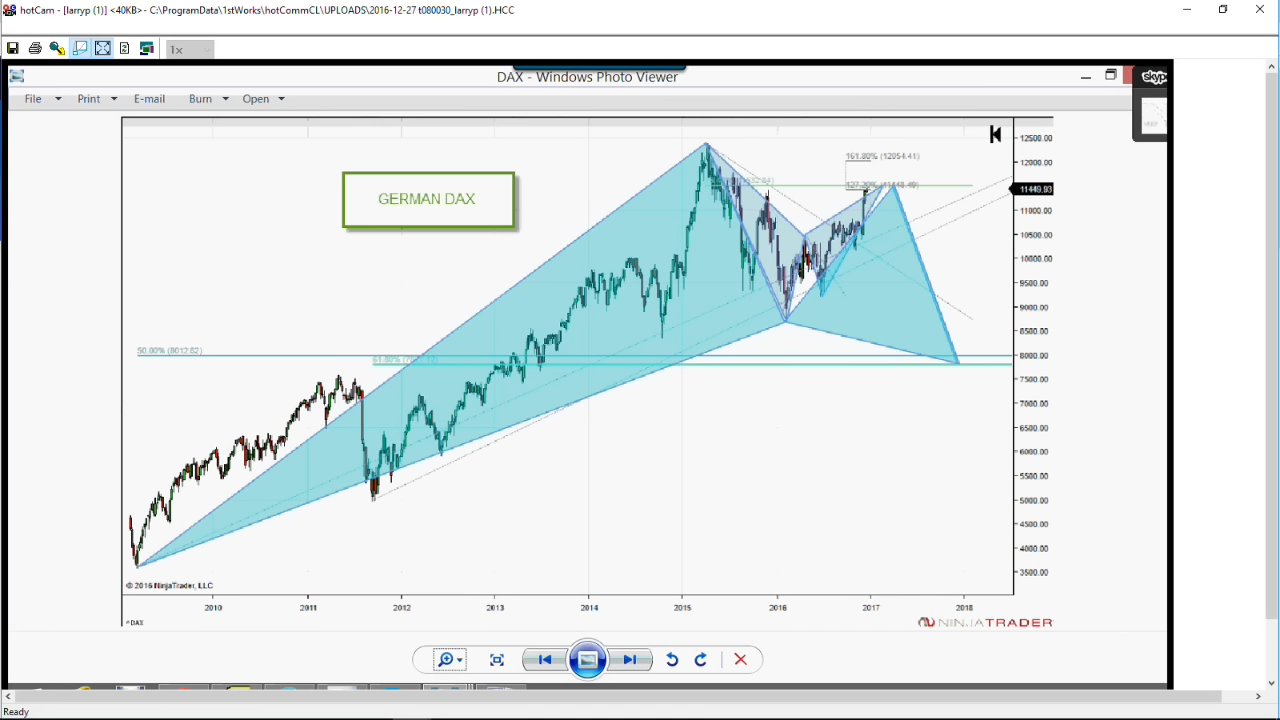 hotCam - [larryp (1)] <40KB> - C:\ProgramData\1stWorks\hotCommCL\UPLOADS\2016-12-27 t080030_larryp (1).HCC
1x
DAX - Windows Photo Viewer
skype
File Print E-mail Burn Open
GERMAN DAX
161.80% (12054.41)
127.20% (11448.49)
50.00% (8012.82)
12500.00
12000.00
11449.93
11000.00
10500.00
10000.00
9500.00
9000.00
8500.00
8000.00
7500.00
7000.00
6500.00
6000.00
5500.00
5000.00
4500.00
4000.00
3500.00
© 2016 NinjaTrader, LLC
2010 2011 2012 2013 2014 2015 2016 2017 2018
^DAX
NINJATRADER
Ready